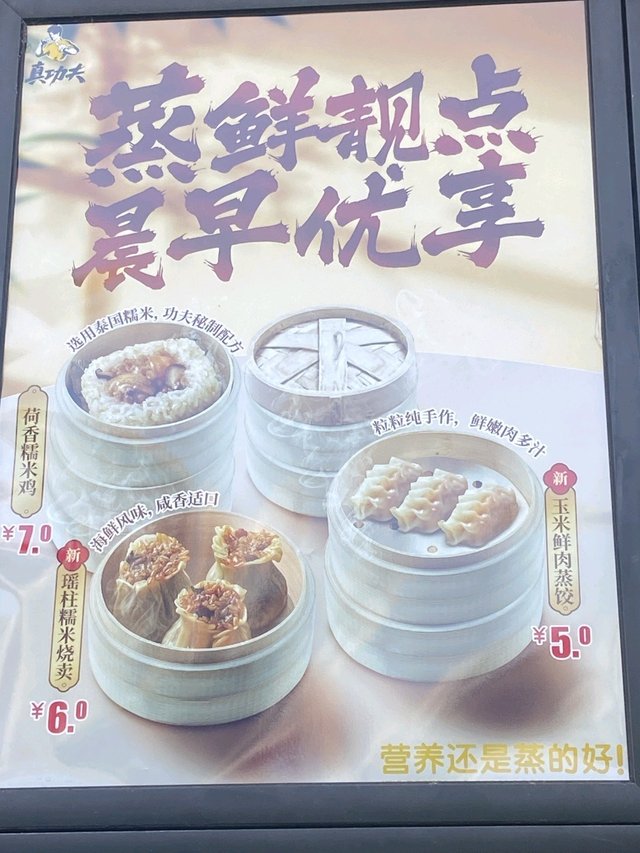 真功夫
蒸鲜靓点
晨早优享
选用泰国糯米，功夫秘制配方
荷香糯米鸡
¥7.0
粒粒纯手作，鲜嫩肉多汁
新
玉米鲜肉蒸饺
¥5.0
海鲜风味，咸香适口
新
瑶柱糯米烧卖
¥6.0
营养还是蒸的好！